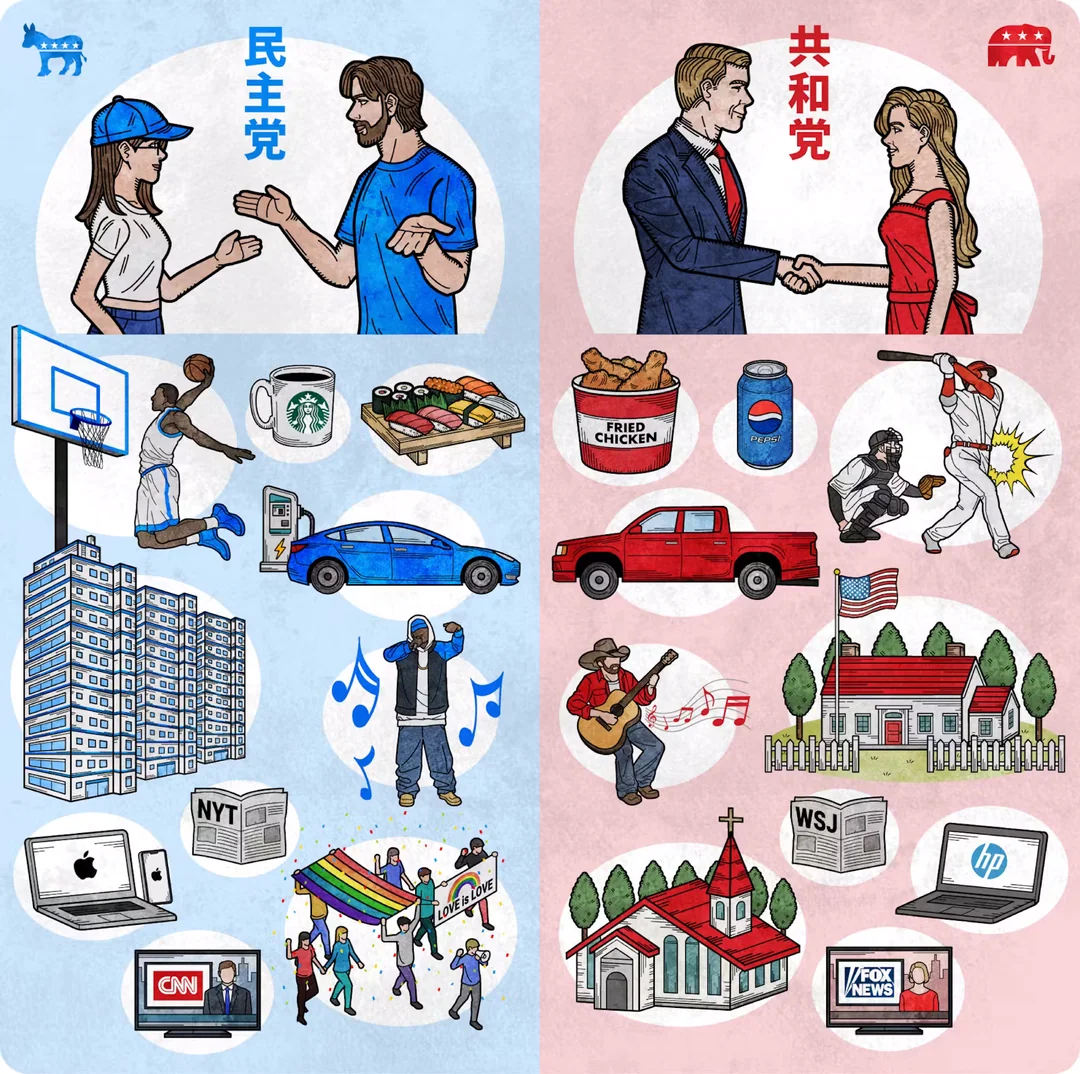 民主党
共和党
FRIED
CHICKEN
PEPSI
NYT
LOVE is LOVE
CNN
WSJ
hp
FOX
NEWS